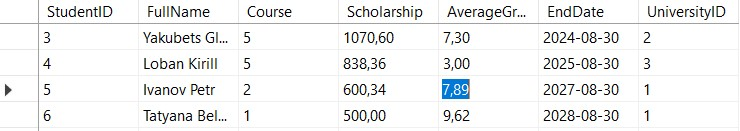 StudentID FullName Course Scholarship AverageGr... EndDate UniversityID
3 Yakubets Gl... 5 1070,60 7,30 2024-08-30 2
4 Loban Kirill 5 838,36 3,00 2025-08-30 3
5 Ivanov Petr 2 600,34 7,89 2027-08-30 1
6 Tatyana Bel... 1 500,00 9,62 2028-08-30 1